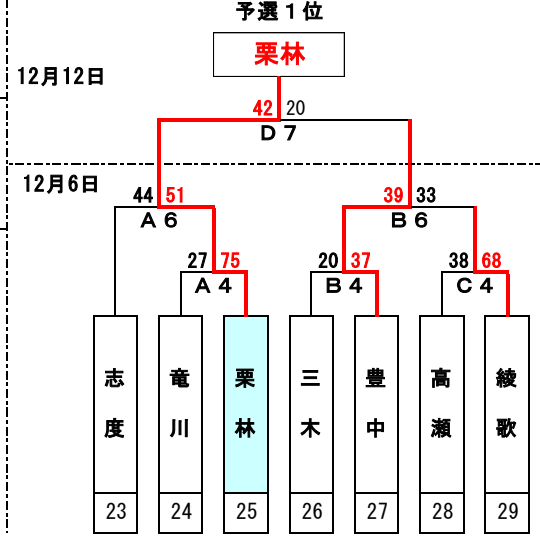 予選１位
栗林
12月12日
42 20
Ｄ７
12月6日
44 51 39 33
Ａ６ Ｂ６
27 75 20 37 38 68
Ａ４ Ｂ４ Ｃ４
志度 竜川 栗林 三木 豊中 高瀬 綾歌
23 24 25 26 27 28 29